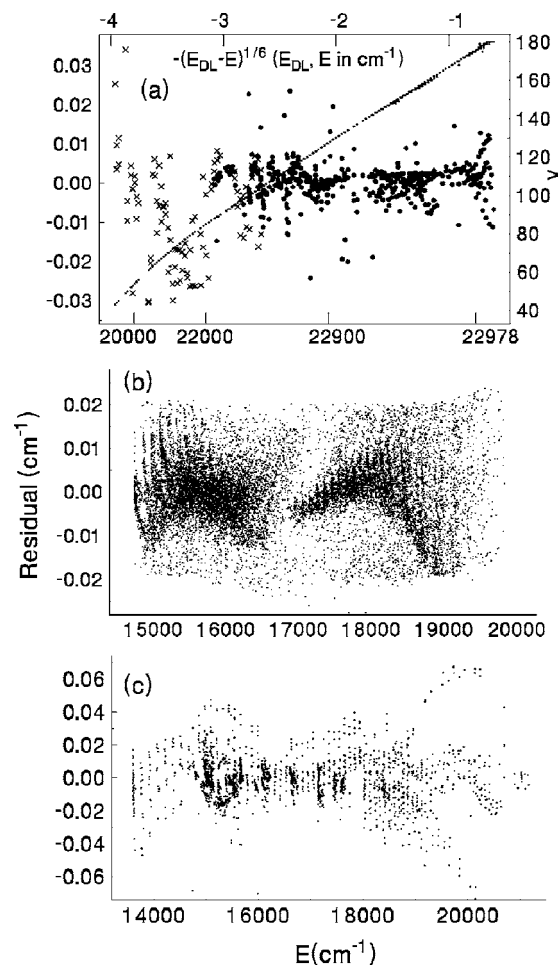 -4 -3 -2 -1
-(E_DL-E)^1/6 (E_DL, E in cm^-1)
(a)
0.03
0.02
0.01
0.00
-0.01
-0.02
-0.03
180
160
140
120
100
80
60
40
v
20000 22000 22900 22978
(b)
0.02
0.01
0.00
-0.01
-0.02
Residual (cm^-1)
15000 16000 17000 18000 19000 20000
(c)
0.06
0.04
0.02
0.00
-0.02
-0.04
-0.06
14000 16000 18000 20000
E(cm^-1)